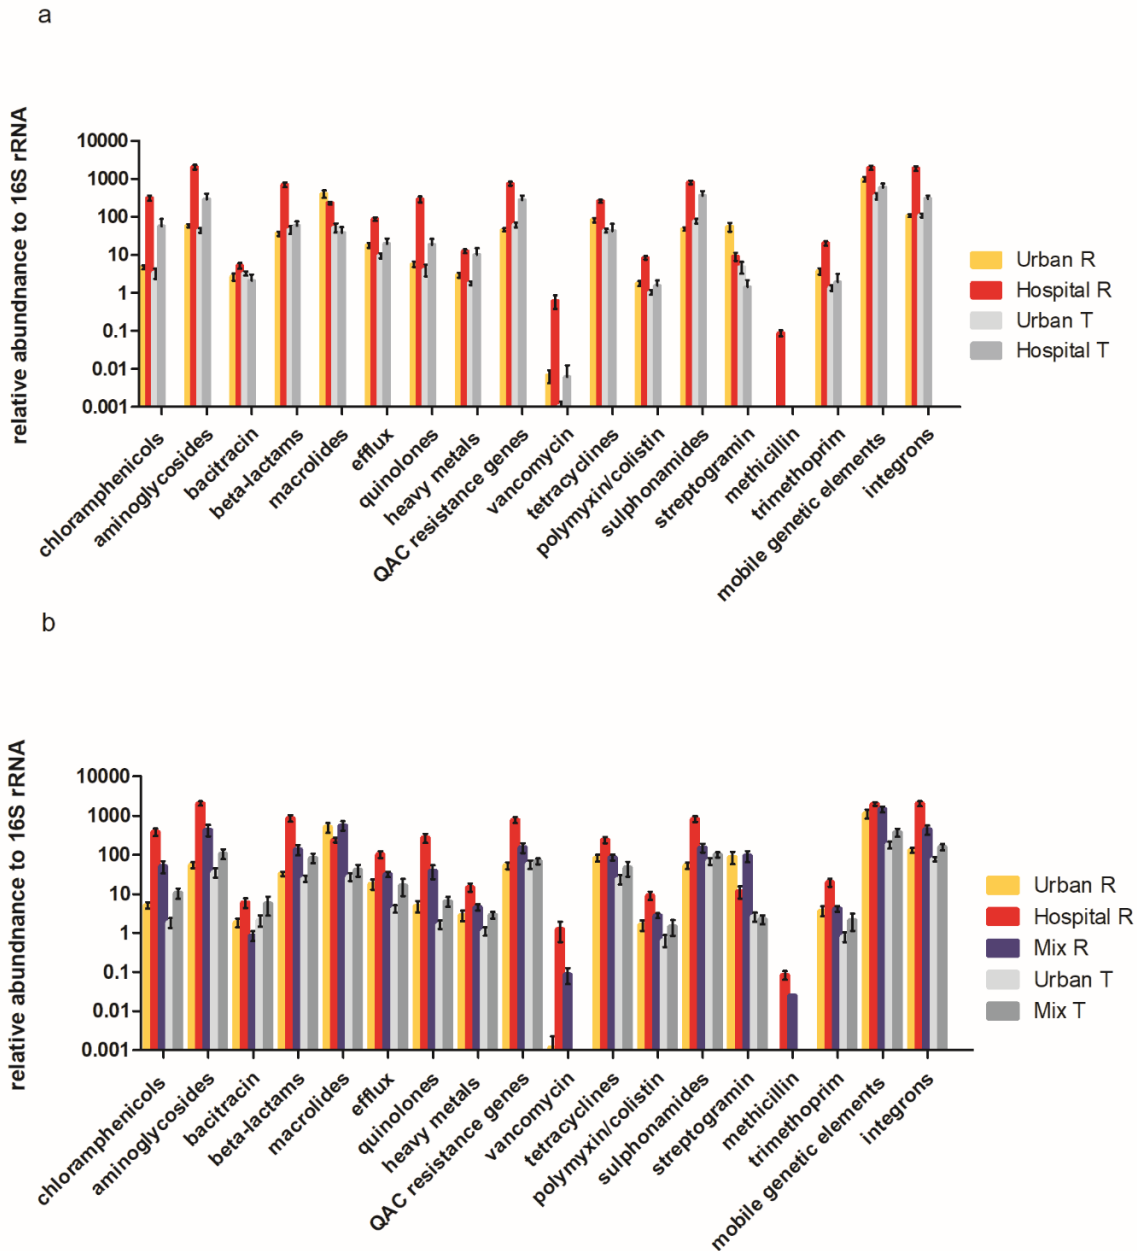 a
relative abundnance to 16S rRNA
10000
1000
100
10
1
0.1
0.01
0.001
chloramphenicols
aminoglycosides
bacitracin
beta-lactams
macrolides
efflux
quinolones
heavy metals
QAC resistance genes
vancomycin
tetracyclines
polymyxin/colistin
sulphonamides
streptogramin
methicillin
trimethoprim
mobile genetic elements
integrons
Urban R
Hospital R
Urban T
Hospital T
b
relative abundance to 16S rRNA
10000
1000
100
10
1
0.1
0.01
0.001
chloramphenicols
aminoglycosides
bacitracin
beta-lactams
macrolides
efflux
quinolones
heavy metals
QAC resistance genes
vancomycin
tetracyclines
polymyxin/colistin
sulphonamides
streptogramin
methicillin
trimethoprim
mobile genetic elements
integrons
Urban R
Hospital R
Mix R
Urban T
Mix T